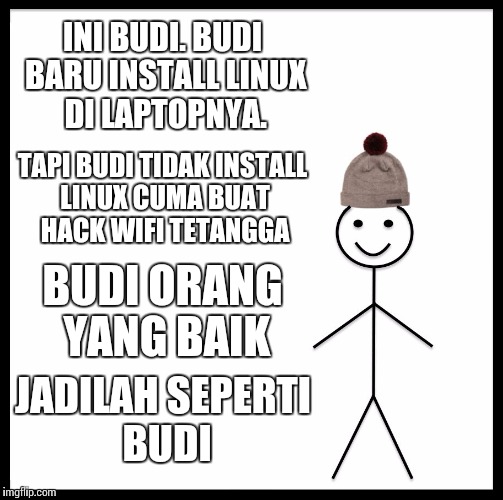 INI BUDI. BUDI
BARU INSTALL LINUX
DI LAPTOPNYA.
TAPI BUDI TIDAK INSTALL
LINUX CUMA BUAT
HACK WIFI TETANGGA
BUDI ORANG
YANG BAIK
JADILAH SEPERTI
BUDI
imgflip.com